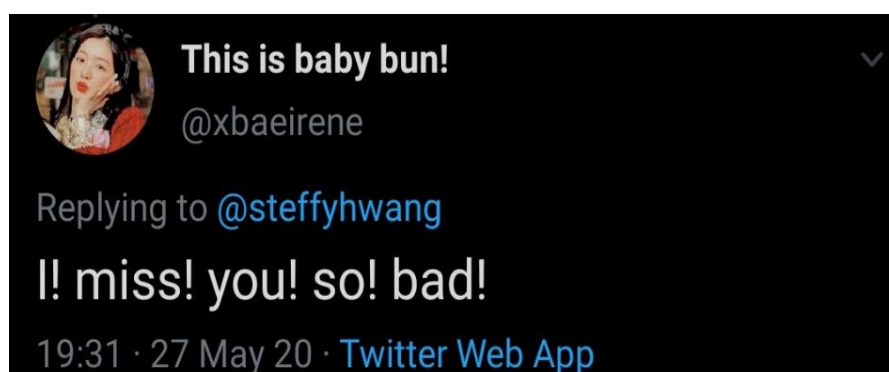 This is baby bun!
@xbaeirene
Replying to @steffyhwang
I! miss! you! so! bad!
19:31 · 27 May 20 · Twitter Web App